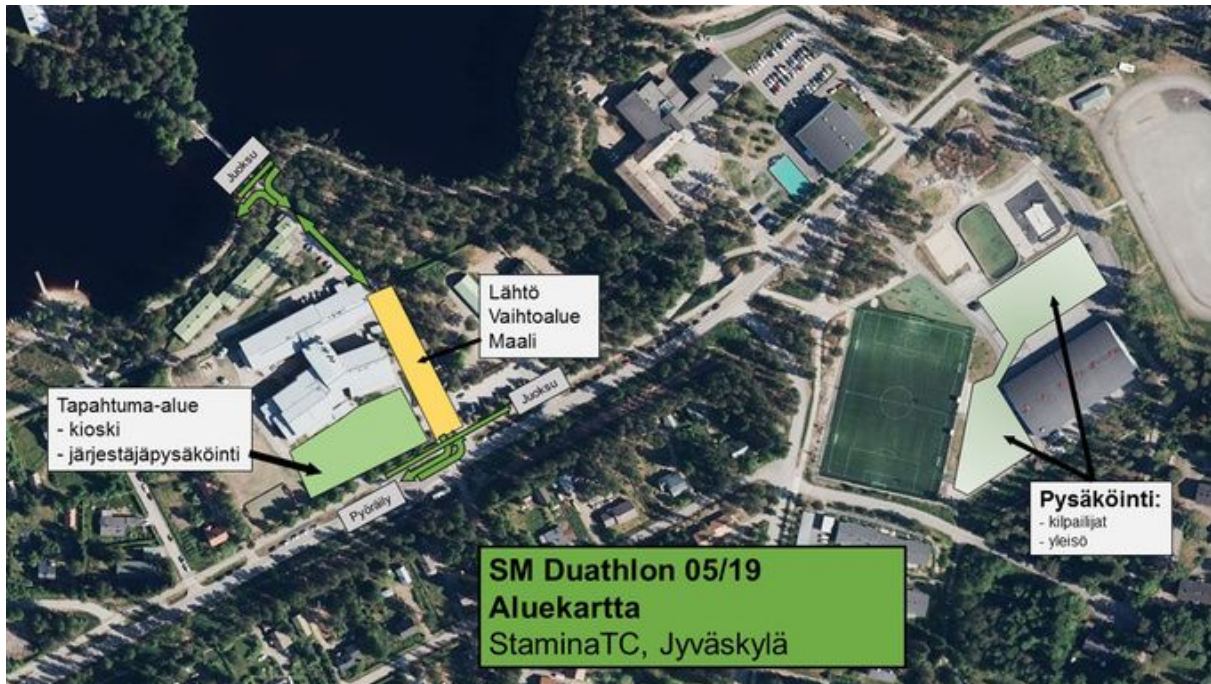 Juoksu
Lähtö
Vaihtoalue
Maali
Juoksu
Tapahtuma-alue
- kioski
- järjestäjäpysäköinti
Pyöräily
Pysäköinti:
- kilpailijat
- yleisö
SM Duathlon 05/19
Aluekartta
StaminaTC, Jyväskylä